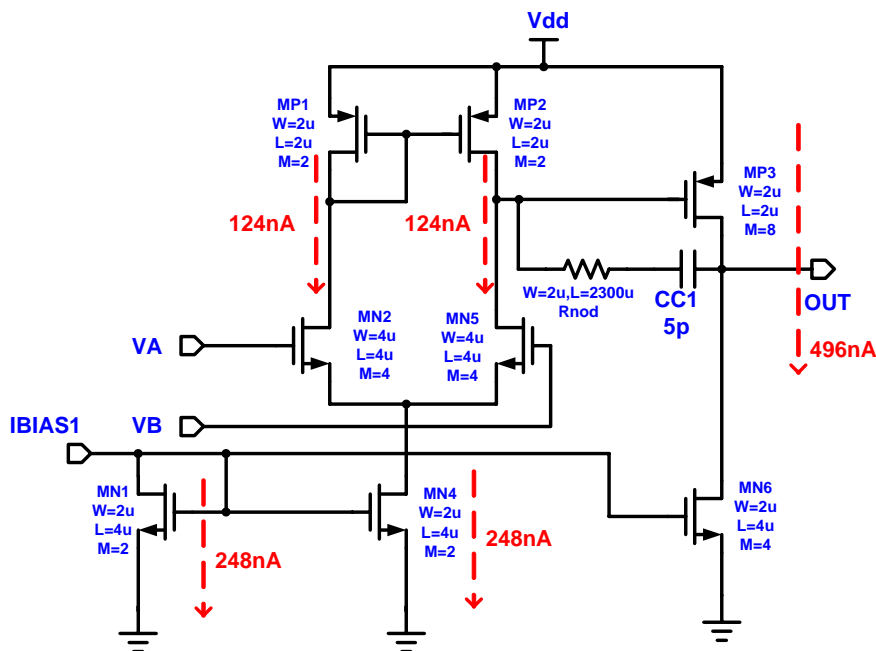 Vdd
MP1
W=2u
L=2u
M=2
MP2
W=2u
L=2u
M=2
MP3
W=2u
L=2u
M=8
124nA
124nA
W=2u,L=2300u
Rnod
CC1
5p
OUT
496nA
VA
MN2
W=4u
L=4u
M=4
MN5
W=4u
L=4u
M=4
IBIAS1
VB
MN1
W=2u
L=4u
M=2
248nA
MN4
W=2u
L=4u
M=2
248nA
MN6
W=2u
L=4u
M=4